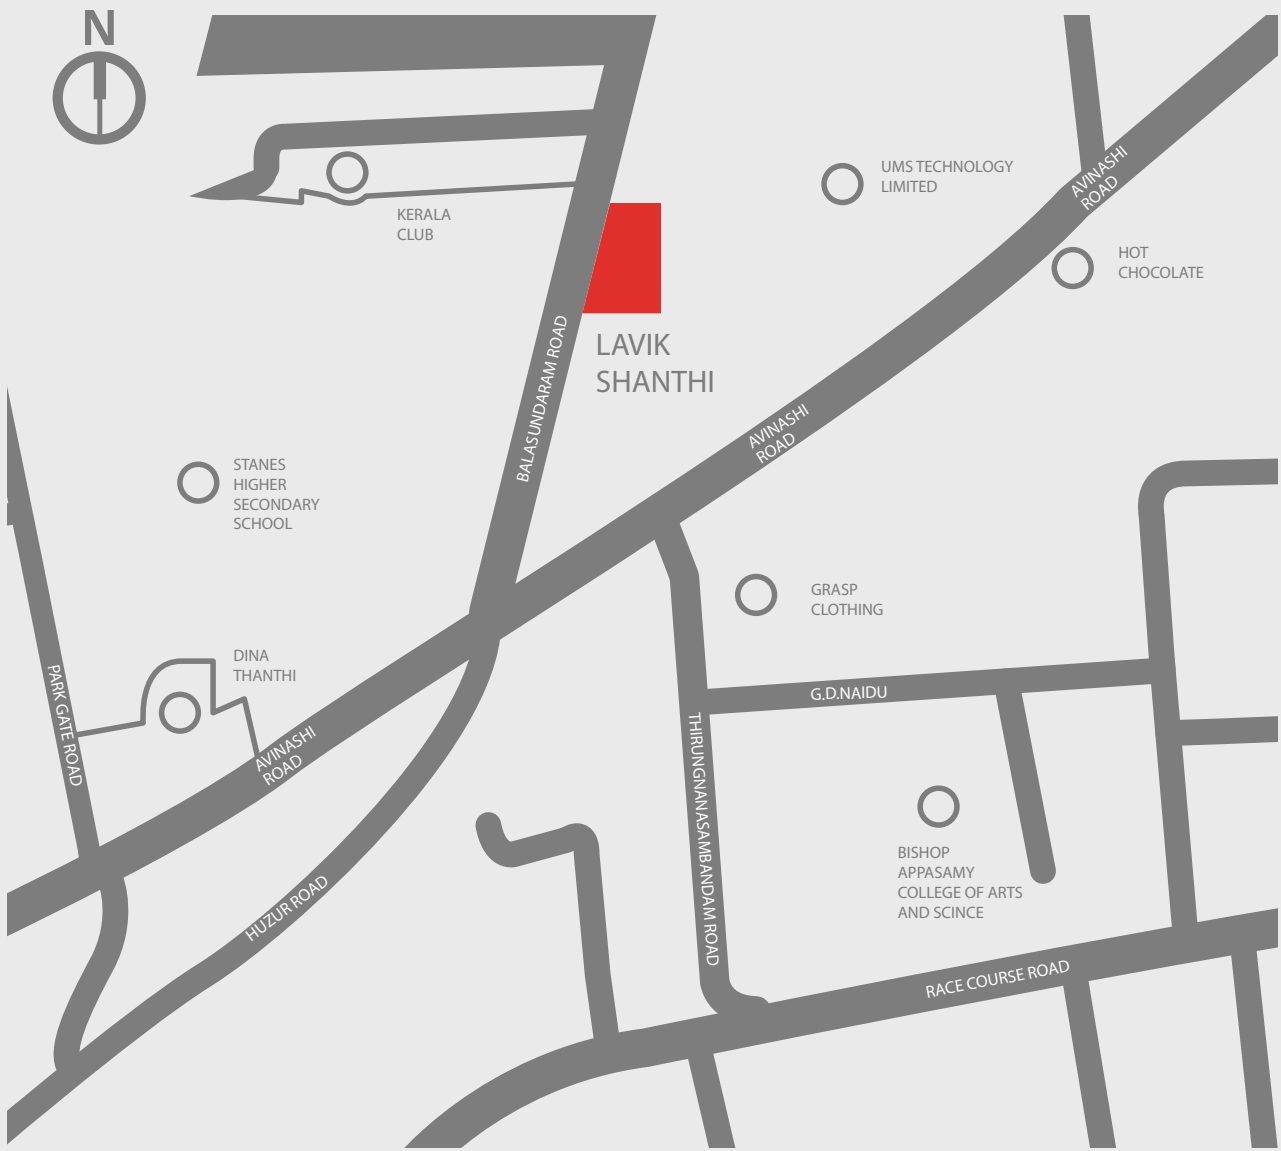 N
KERALA
CLUB
UMS TECHNOLOGY
LIMITED
AVINASHI
ROAD
HOT
CHOCOLATE
LAVIK
SHANTHI
BALASUNDARAM ROAD
AVINASHI
ROAD
STANES
HIGHER
SECONDARY
SCHOOL
GRASP
CLOTHING
DINA
THANTHI
PARK GATE ROAD
G.D.NAIDU
AVINASHI
ROAD
THIRUNGNANASAMBANDAM ROAD
BISHOP
APPASAMY
COLLEGE OF ARTS
AND SCINCE
HUZUR ROAD
RACE COURSE ROAD